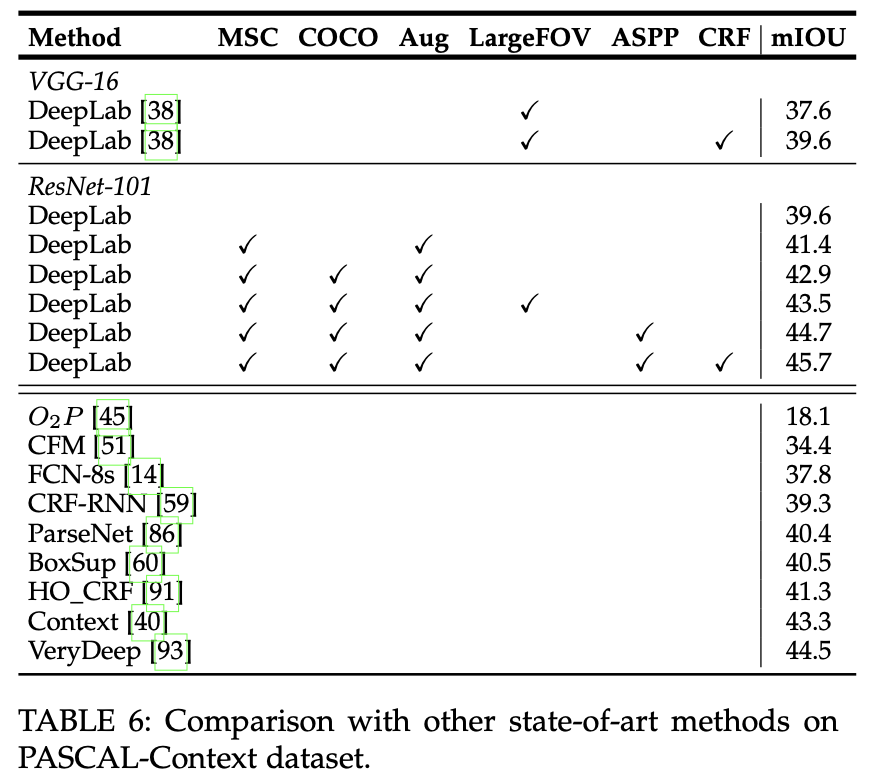 Method MSC COCO Aug LargeFOV ASPP CRF mIOU
VGG-16
DeepLab [38] ✓ 37.6
DeepLab [38] ✓ ✓ 39.6
ResNet-101
DeepLab 39.6
DeepLab ✓ ✓ 41.4
DeepLab ✓ ✓ ✓ 42.9
DeepLab ✓ ✓ ✓ ✓ 43.5
DeepLab ✓ ✓ ✓ ✓ 44.7
DeepLab ✓ ✓ ✓ ✓ ✓ 45.7
O₂P [45] 18.1
CFM [51] 34.4
FCN-8s [14] 37.8
CRF-RNN [59] 39.3
ParseNet [86] 40.4
BoxSup [60] 40.5
HO_CRF [91] 41.3
Context [40] 43.3
VeryDeep [93] 44.5
TABLE 6: Comparison with other state-of-art methods on
PASCAL-Context dataset.